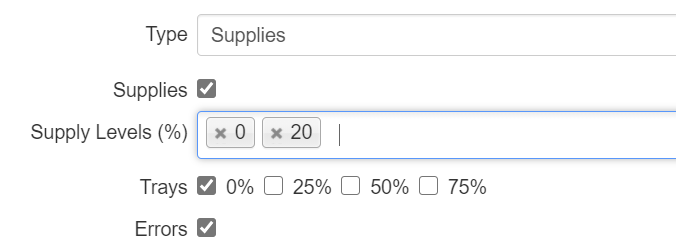 Type Supplies
Supplies
Supply Levels (%) × 0 × 20
Trays 0% 25% 50% 75%
Errors